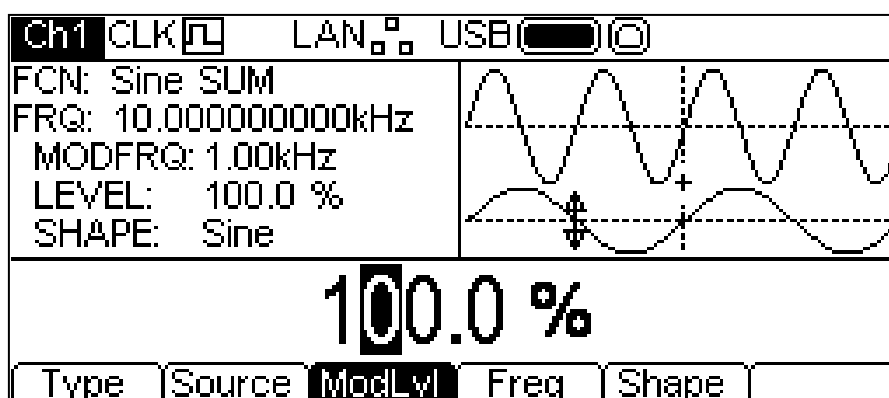 Ch1 CLK LAN USB
FCN: Sine SUM
FRQ: 10.000000000kHz
MODFRQ: 1.00kHz
LEVEL: 100.0 %
SHAPE: Sine
100.0 %
Type Source ModLvl Freq Shape